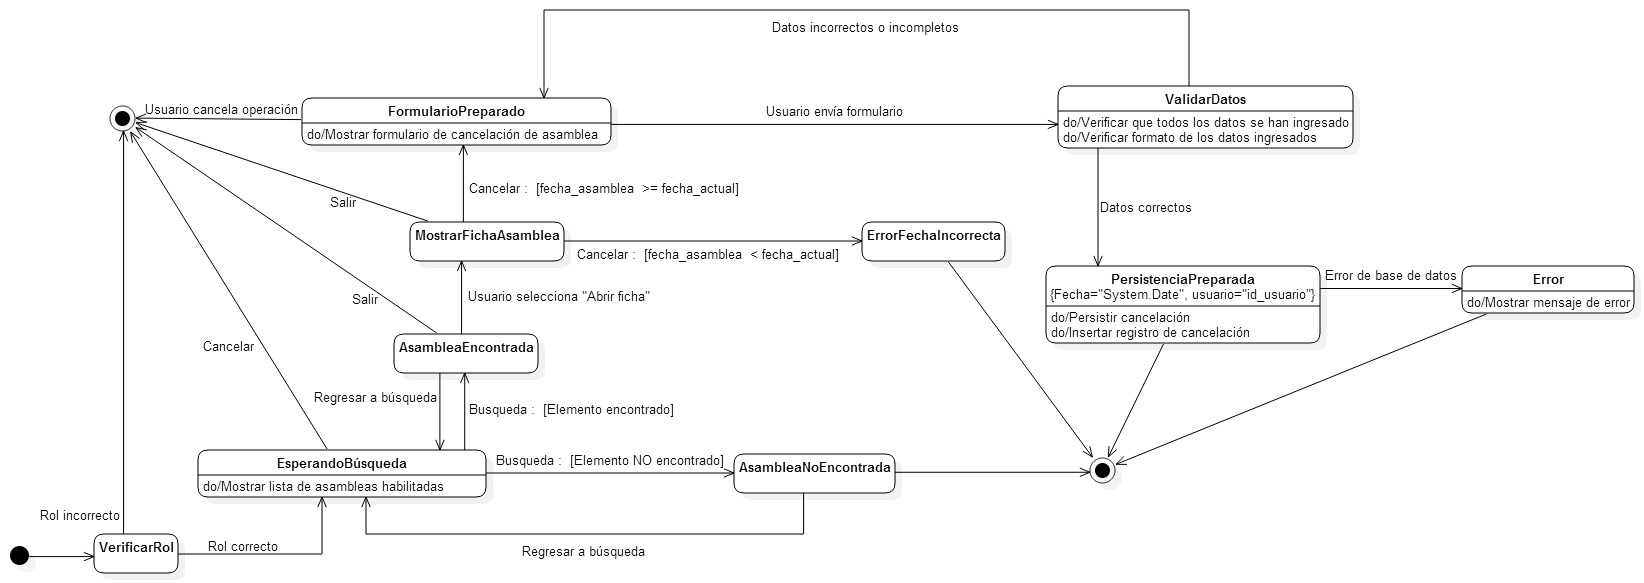 Datos incorrectos o incompletos
Usuario cancela operación
FormularioPreparado
do/Mostrar formulario de cancelación de asamblea
Usuario envía formulario
ValidarDatos
do/Verificar que todos los datos se han ingresado
do/Verificar formato de los datos ingresados
Cancelar : [fecha_asamblea >= fecha_actual]
Salir
Datos correctos
MostrarFichaAsamblea
Cancelar : [fecha_asamblea < fecha_actual]
ErrorFechaIncorrecta
PersistenciaPreparada
{Fecha="System.Date", usuario="id_usuario"}
do/Persistir cancelación
do/Insertar registro de cancelación
Error de base de datos
Error
do/Mostrar mensaje de error
Usuario selecciona "Abrir ficha"
Salir
AsambleaEncontrada
Cancelar
Regresar a búsqueda
Busqueda : [Elemento encontrado]
EsperandoBúsqueda
do/Mostrar lista de asambleas habilitadas
Busqueda : [Elemento NO encontrado]
AsambleaNoEncontrada
Rol incorrecto
VerificarRol
Rol correcto
Regresar a búsqueda